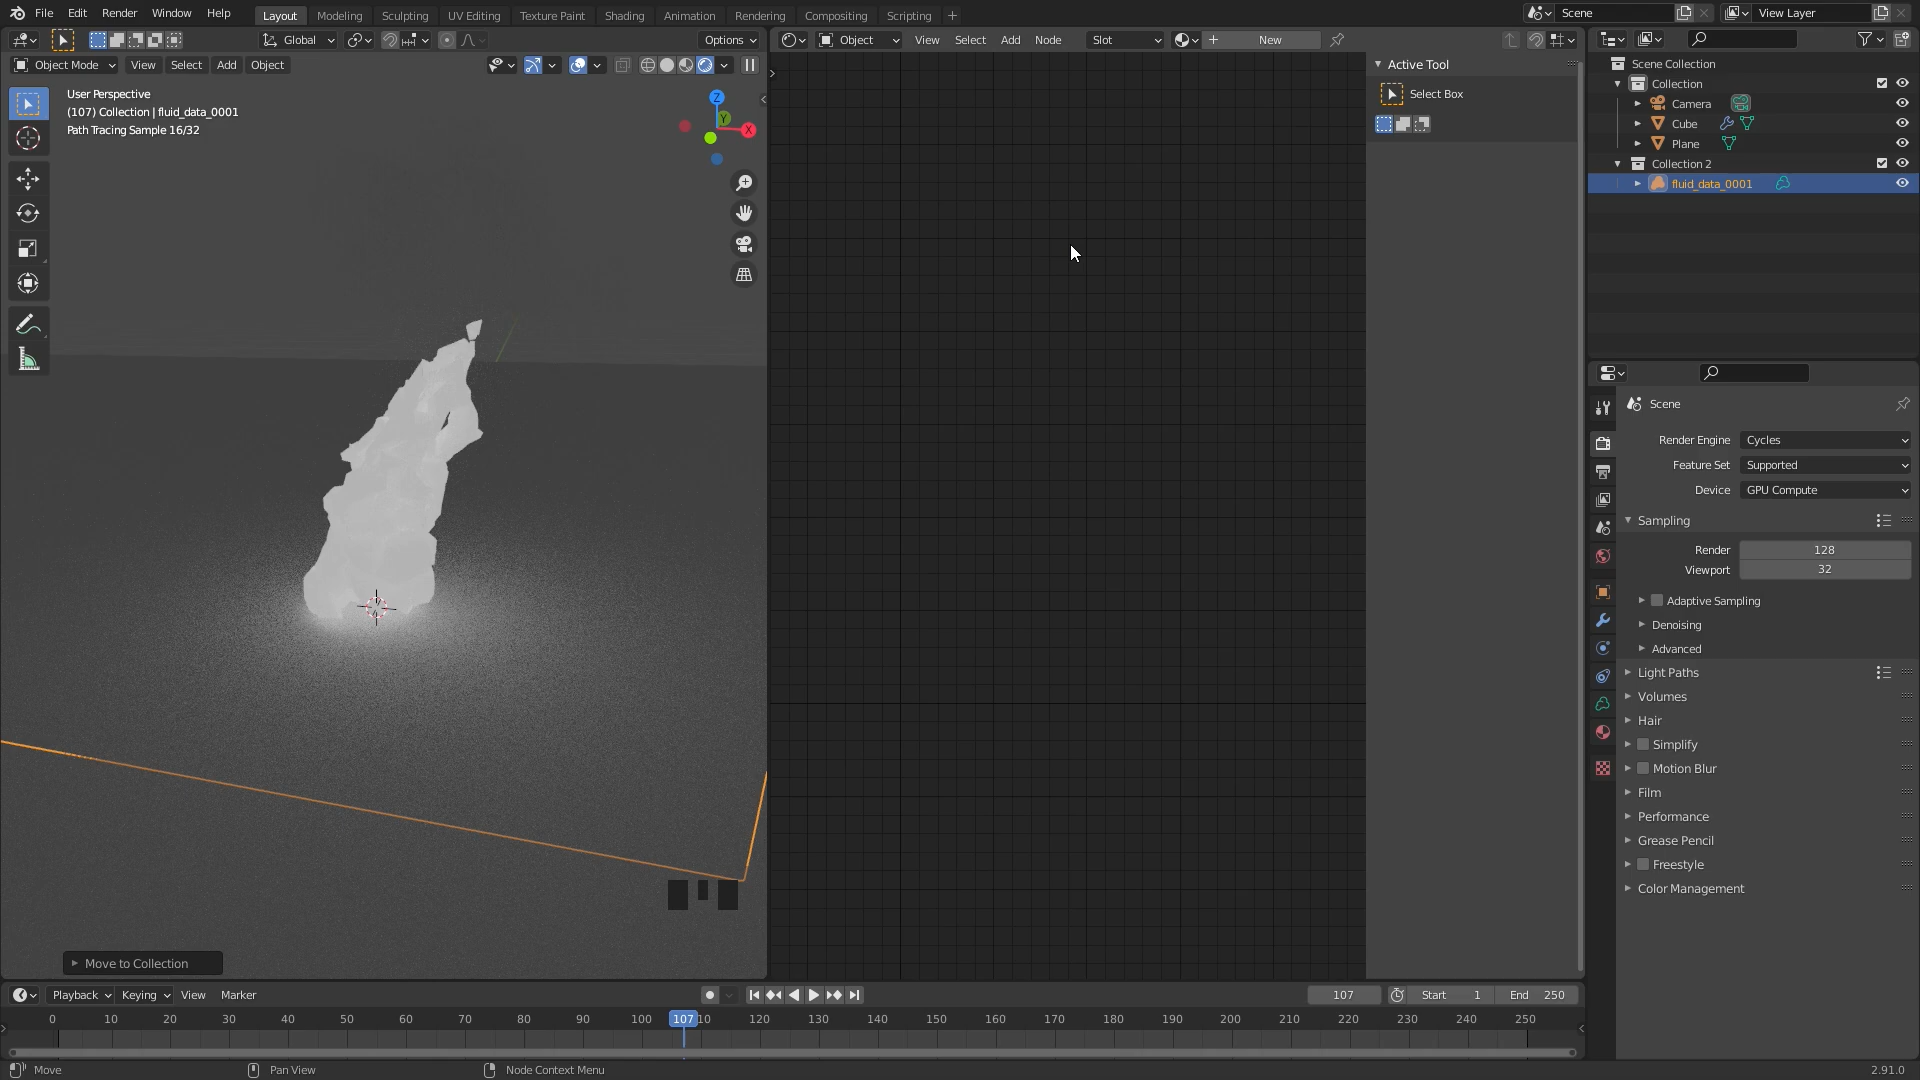 File Edit Render Window Help Layout Modeling Sculpting UV Editing Texture Paint Shading Animation Rendering Compositing Scripting + Scene View Layer
Global Options Object View Select Add Node Slot + New
Object Mode View Select Add Object
User Perspective
(107) Collection | fluid_data_0001
Path Tracing Sample 16/32
Z
Y
X
Move to Collection
Active Tool
Select Box
Scene Collection
Collection
Camera
Cube
Plane
Collection 2
fluid_data_0001
Scene
Render Engine Cycles
Feature Set Supported
Device GPU Compute
Sampling
Render 128
Viewport 32
Adaptive Sampling
Denoising
Advanced
Light Paths
Volumes
Hair
Simplify
Motion Blur
Film
Performance
Grease Pencil
Freestyle
Color Management
Playback Keying View Marker 107 Start 1 End 250
0 10 20 30 40 50 60 70 80 90 100 107 10 120 130 140 150 160 170 180 190 200 210 220 230 240 250
Move Pan View Node Context Menu 2.91.0